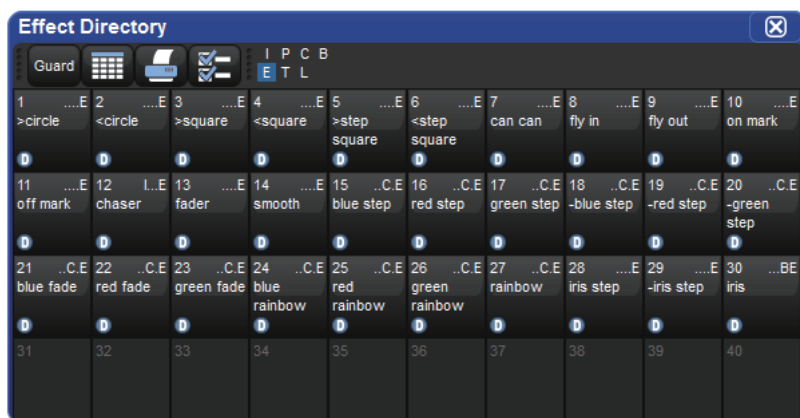 Effect Directory
Guard
I P C B
E T L
1 ....E 2 ....E 3 ....E 4 ....E 5 ....E 6 ....E 7 ....E 8 ....E 9 ....E 10 ....E
>circle <circle >square <square >step square <step square can can fly in fly out on mark
D D D D D D D D D D
11 ....E 12 I...E 13 ....E 14 ....E 15 ..C.E 16 ..C.E 17 ..C.E 18 ..C.E 19 ..C.E 20 ..C.E
off mark chaser fader smooth blue step red step green step -blue step -red step -green step
D D D D D D D D D D
21 ..C.E 22 ..C.E 23 ..C.E 24 ..C.E 25 ..C.E 26 ..C.E 27 ..C.E 28 ....E 29 ....E 30 ...BE
blue fade red fade green fade blue rainbow red rainbow green rainbow rainbow iris step -iris step iris
D D D D D D D D D D
31 32 33 34 35 36 37 38 39 40